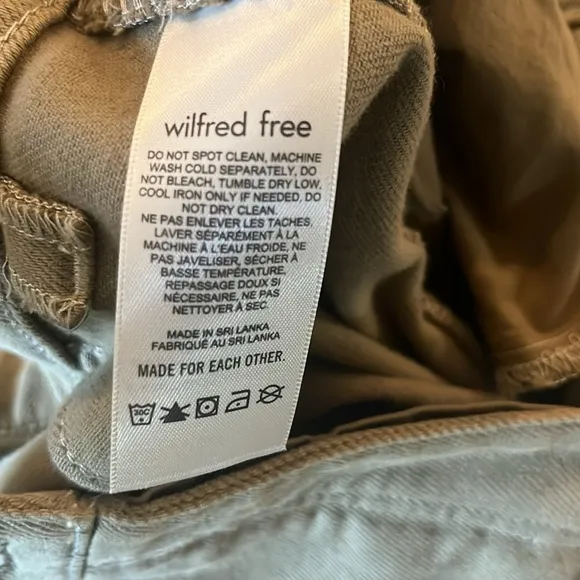 wilfred free
DO NOT SPOT CLEAN, MACHINE
WASH COLD SEPARATELY, DO
NOT BLEACH, TUMBLE DRY LOW,
COOL IRON ONLY IF NEEDED, DO
NOT DRY CLEAN.
NE PAS ENLEVER LES TACHES,
LAVER SÉPARÉMENT À LA
MACHINE À L'EAU FROIDE, NE
PAS JAVELISER, SÉCHER À
BASSE TEMPÉRATURE,
REPASSAGE DOUX SI
NÉCESSAIRE, NE PAS
NETTOYER À SEC.
MADE IN SRI LANKA
FABRIQUÉ AU SRI LANKA
MADE FOR EACH OTHER.
30C